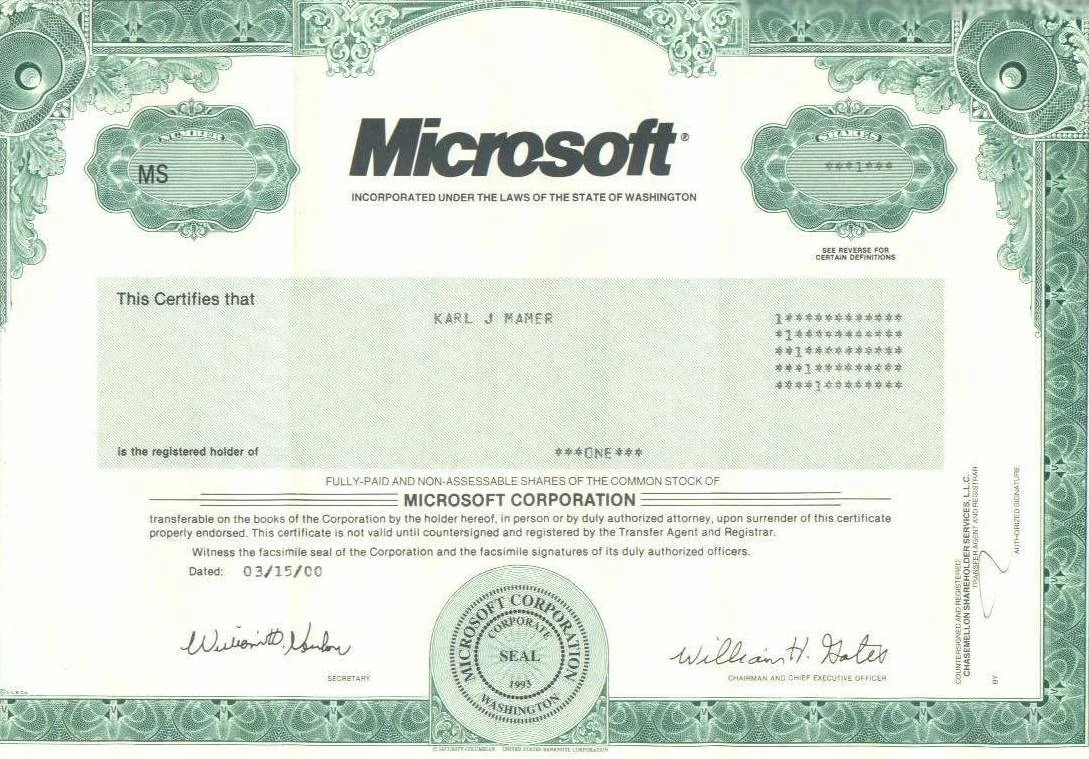 NUMBER
MS
Microsoft®
INCORPORATED UNDER THE LAWS OF THE STATE OF WASHINGTON
SHARES
***1***
SEE REVERSE FOR
CERTAIN DEFINITIONS
This Certifies that
KARL J MAMER
1************
*1***********
**1**********
***1*********
****1********
is the registered holder of
***ONE***
FULLY-PAID AND NON-ASSESSABLE SHARES OF THE COMMON STOCK OF
MICROSOFT CORPORATION
transferable on the books of the Corporation by the holder hereof, in person or by duly authorized attorney, upon surrender of this certificate
properly endorsed. This certificate is not valid until countersigned and registered by the Transfer Agent and Registrar.
Witness the facsimile seal of the Corporation and the facsimile signatures of its duly authorized officers.
Dated: 03/15/00
MICROSOFT CORPORATION
CORPORATE
SEAL
1993
WASHINGTON
SECRETARY
William H. Gates
CHAIRMAN AND CHIEF EXECUTIVE OFFICER
COUNTERSIGNED AND REGISTERED:
CHASEMELLON SHAREHOLDER SERVICES, L.L.C.
TRANSFER AGENT AND REGISTRAR
BY
AUTHORIZED SIGNATURE
© SECURITY-COLUMBIAN UNITED STATES BANKNOTE CORPORATION